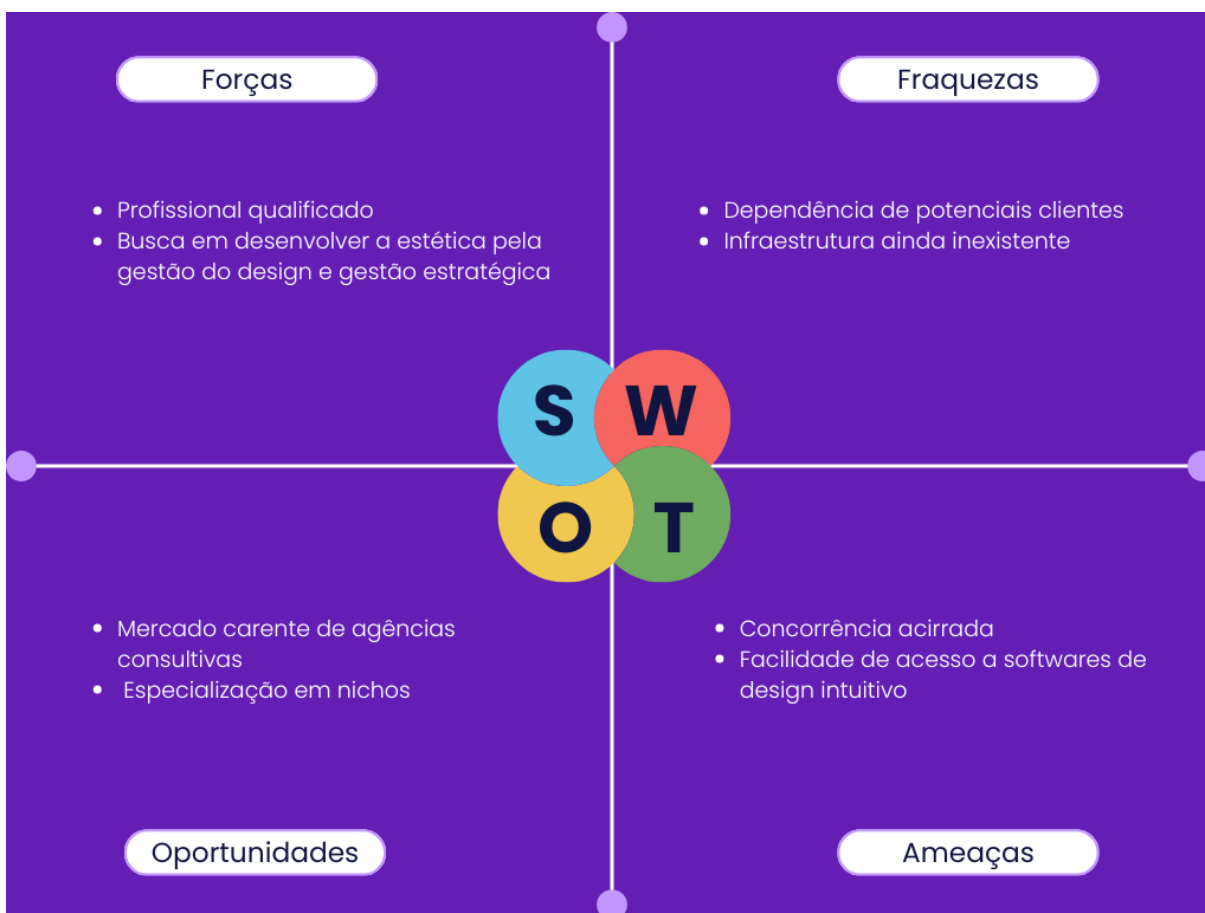 Forças
• Profissional qualificado
• Busca em desenvolver a estética pela
gestão do design e gestão estratégica
Fraquezas
• Dependência de potenciais clientes
• Infraestrutura ainda inexistente
S
W
O
T
• Mercado carente de agências
consultivas
• Especialização em nichos
Oportunidades
• Concorrência acirrada
• Facilidade de acesso a softwares de
design intuitivo
Ameaças